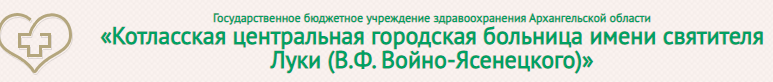 Государственное бюджетное учреждение здравоохранения Архангельской области
«Котласская центральная городская больница имени святителя
Луки (В.Ф. Войно-Ясенецкого)»